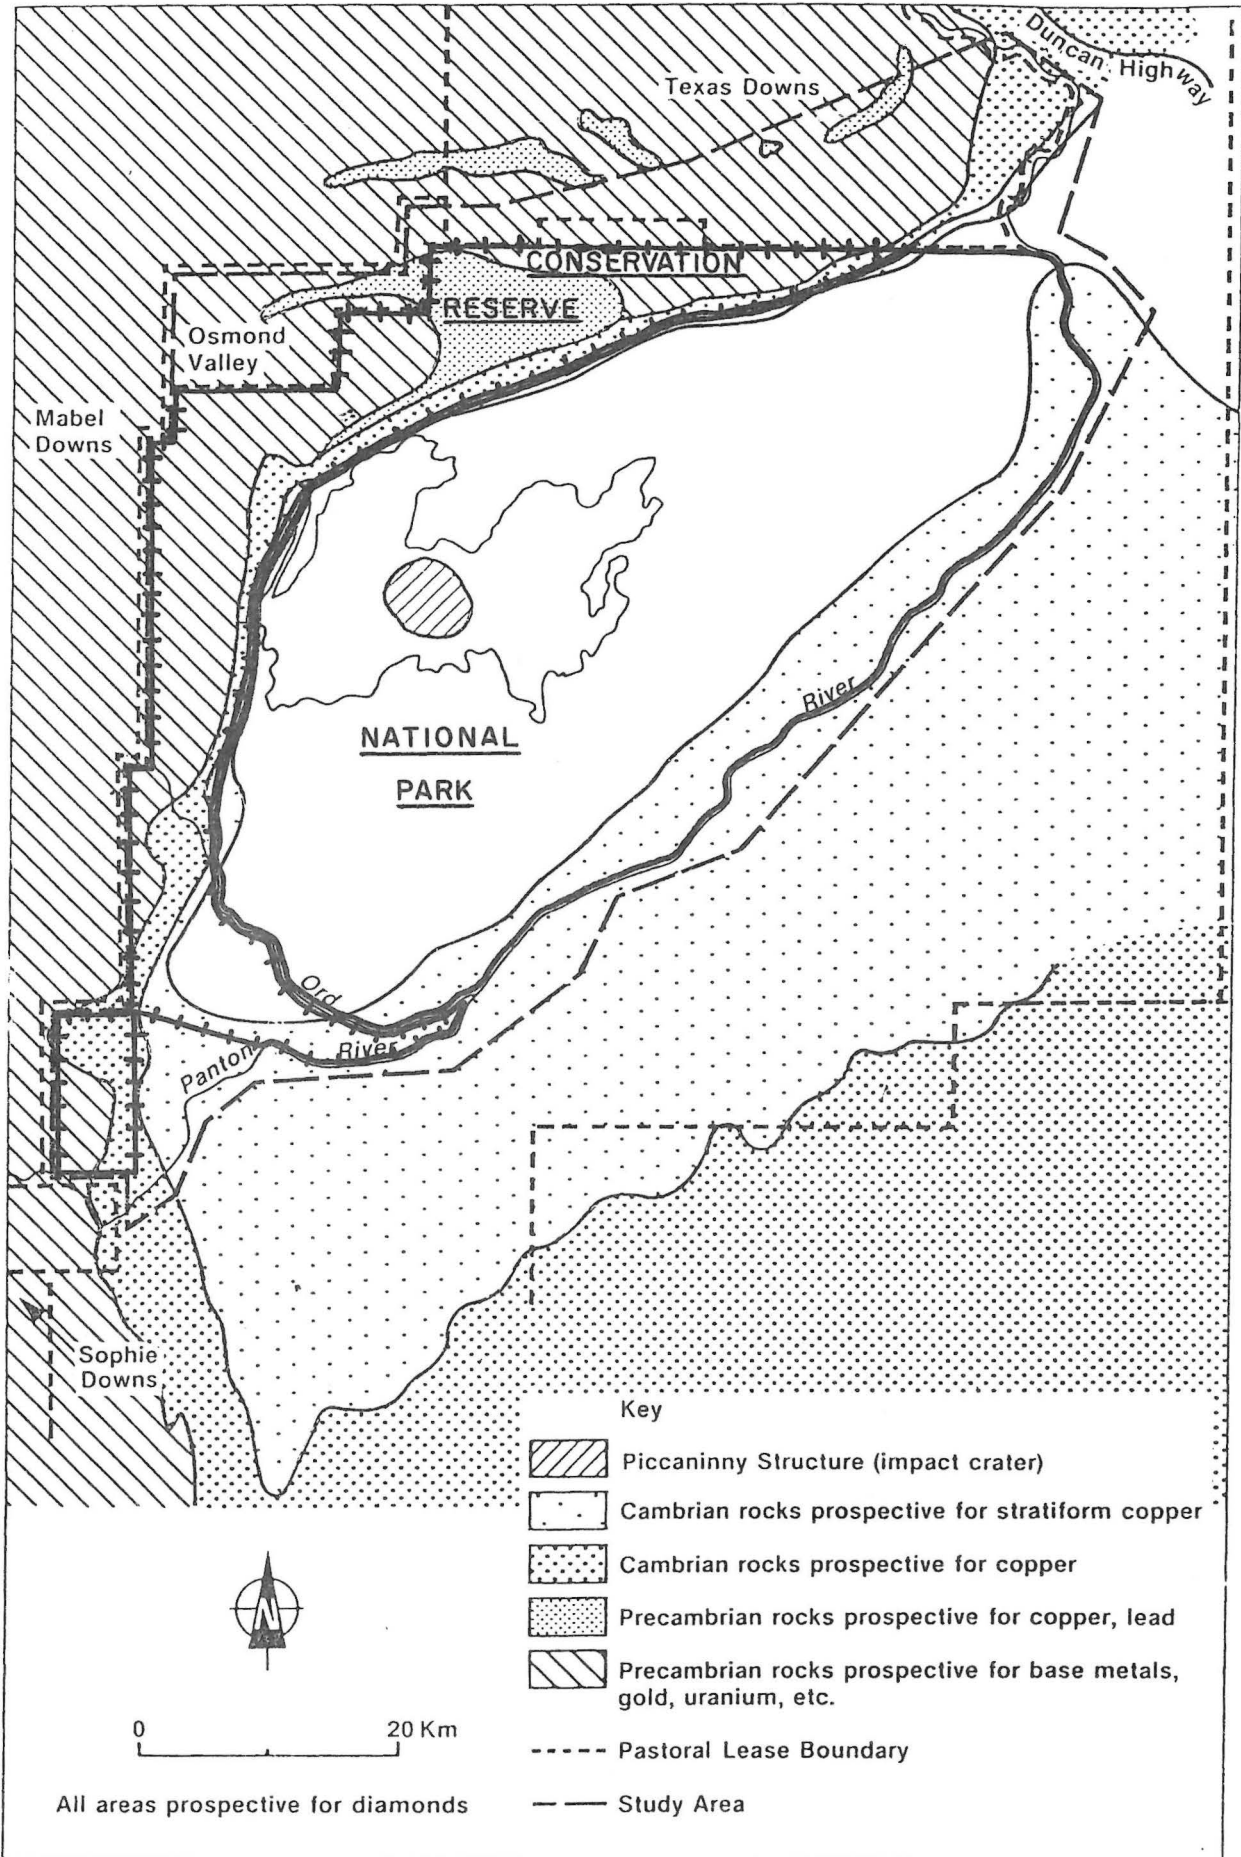 Duncan Highway
Texas Downs
CONSERVATION
RESERVE
Osmond
Valley
Mabel
Downs
River
NATIONAL
PARK
Ord
River
Panton
Sophie
Downs
Key
Piccaninny Structure (impact crater)
Cambrian rocks prospective for stratiform copper
Cambrian rocks prospective for copper
Precambrian rocks prospective for copper, lead
Precambrian rocks prospective for base metals,
gold, uranium, etc.
Pastoral Lease Boundary
Study Area
N
0 20 Km
All areas prospective for diamonds